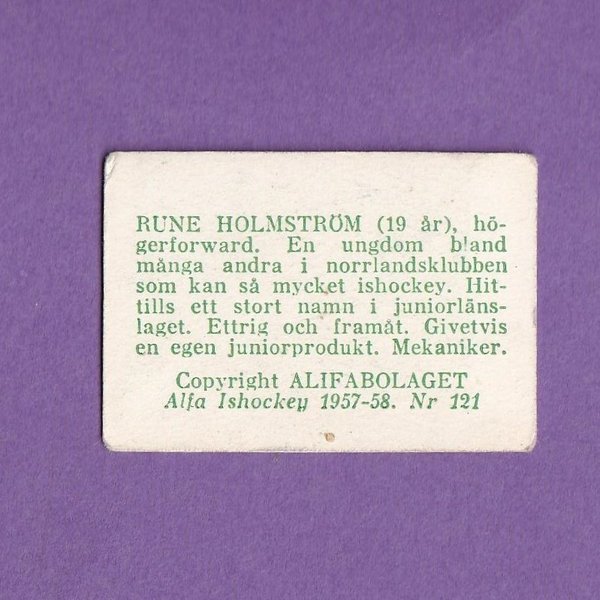 RUNE HOLMSTRÖM (19 år), hö-
gerforward. En ungdom bland
många andra i norrlandsklubben
som kan så mycket ishockey. Hit-
tills ett stort namn i juniorläns-
laget. Ettrig och framåt. Givetvis
en egen juniorprodukt. Mekaniker.
Copyright ALIFABOLAGET
Alfa Ishockey 1957-58. Nr 121